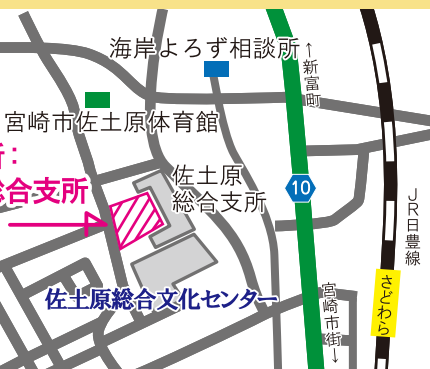 海岸よろず相談所
↑新富町
宮崎市佐土原体育館
所：
総合支所
佐土原
総合支所
10
JR日豊線
さどわら
佐土原総合文化センター
宮崎市街↓